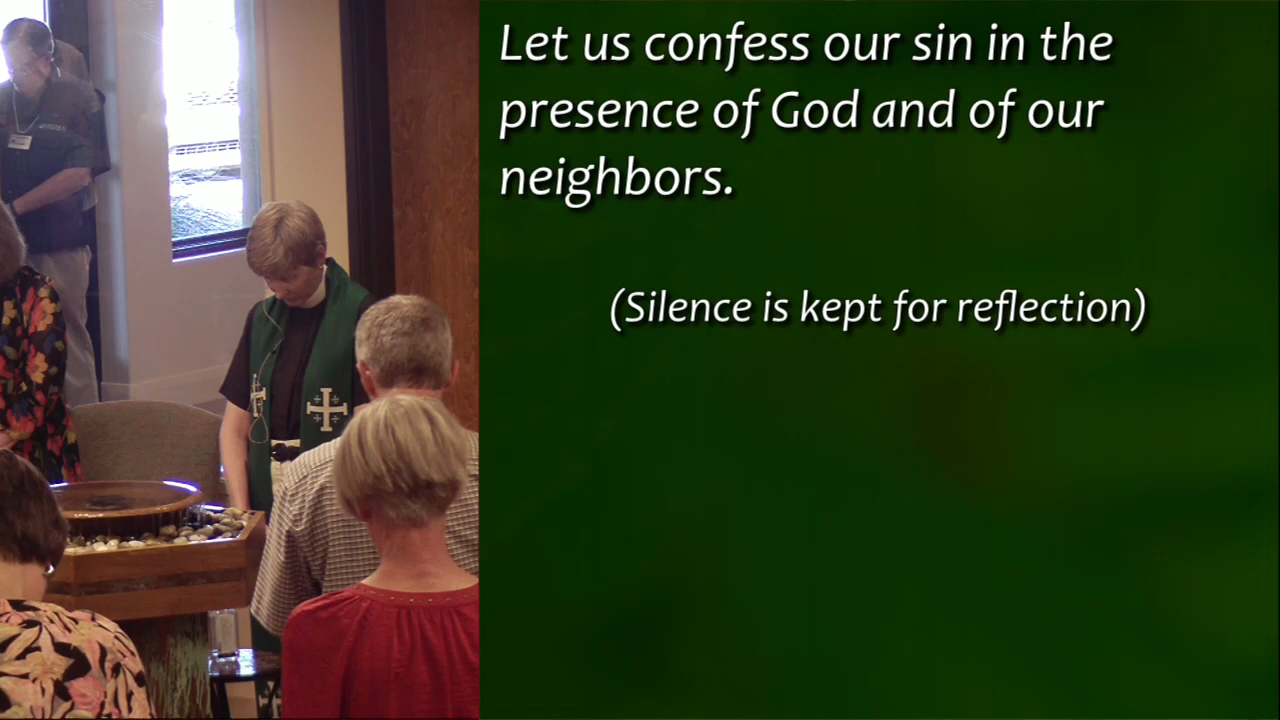 Let us confess our sin in the
presence of God and of our
neighbors.
(Silence is kept for reflection)